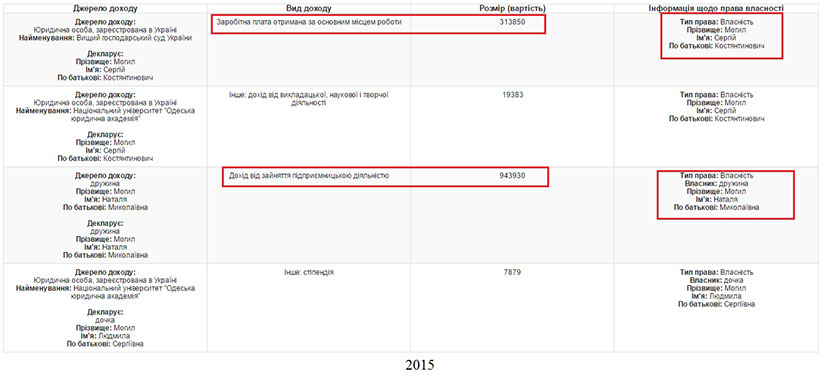 Джерело доходу
Вид доходу
Розмір (вартість)
Інформація щодо права власності
Джерело доходу:
Юридична особа, зареєстрована в Україні
Найменування: Вищий господарський суд України
Декларує:
Прізвище: Могил
Ім'я: Сергій
По батькові: Костянтинович
Заробітна плата отримана за основним місцем роботи
313850
Тип права: Власність
Прізвище: Могил
Ім'я: Сергій
По батькові: Костянтинович
Джерело доходу:
Юридична особа, зареєстрована в Україні
Найменування: Національний університет "Одеська
юридична академія"
Декларує:
Прізвище: Могил
Ім'я: Сергій
По батькові: Костянтинович
Інше: дохід від викладацької, наукової і творчої
діяльності
19383
Тип права: Власність
Прізвище: Могил
Ім'я: Сергій
По батькові: Костянтинович
Джерело доходу:
дружина
Прізвище: Могил
Ім'я: Наталя
По батькові: Миколаївна
Декларує:
дружина
Прізвище: Могил
Ім'я: Наталя
По батькові: Миколаївна
Дохід від зайняття підприємницькою діяльністю
943930
Тип права: Власність
Власник: дружина
Прізвище: Могил
Ім'я: Наталя
По батькові: Миколаївна
Джерело доходу:
Юридична особа, зареєстрована в Україні
Найменування: Національний університет "Одеська
юридична академія"
Декларує:
дочка
Прізвище: Могил
Ім'я: Людмила
По батькові: Сергіївна
Інше: стіпендія
7879
Тип права: Власність
Власник: дочка
Прізвище: Могил
Ім'я: Людмила
По батькові: Сергіївна
2015